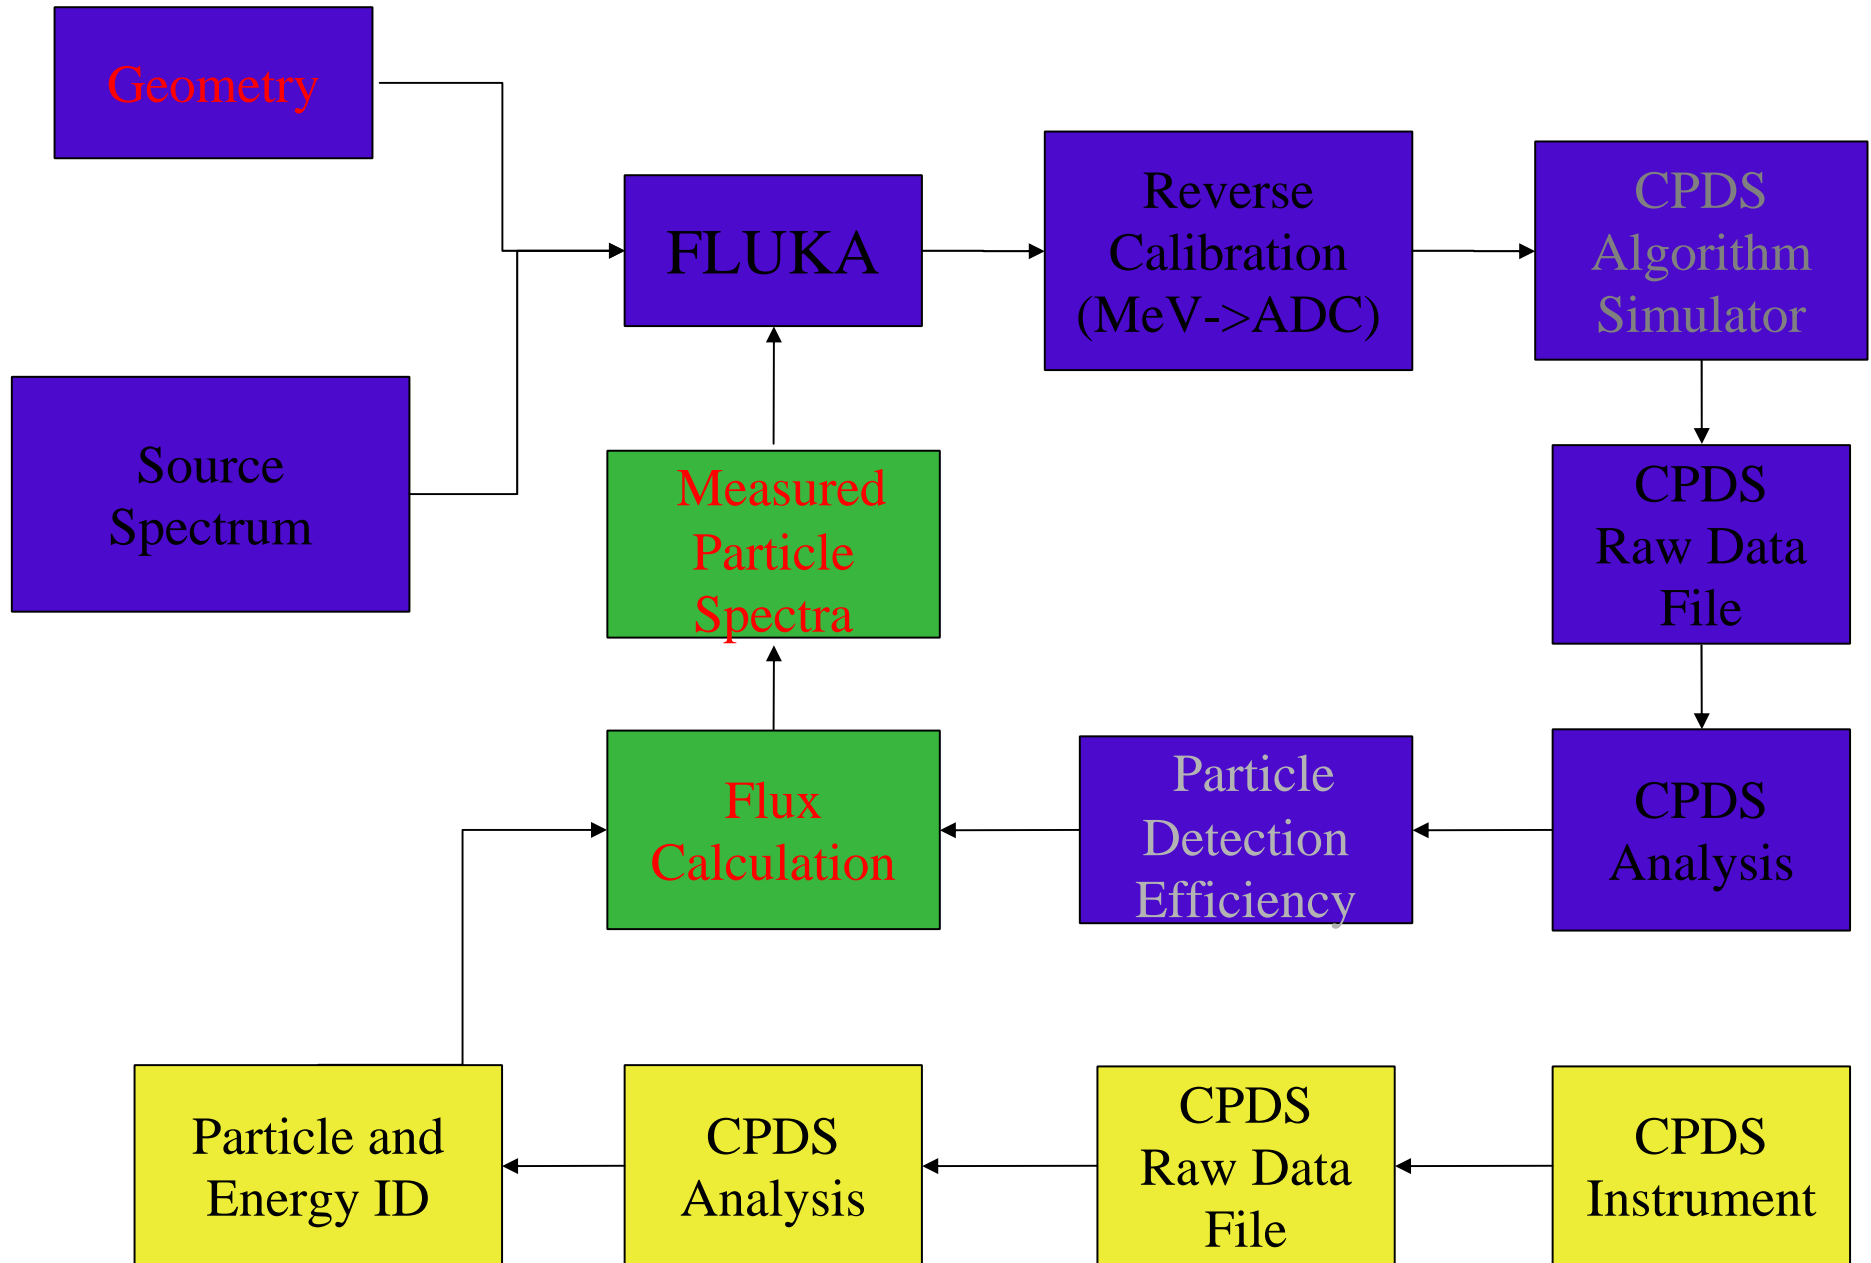 Geometry
FLUKA
Reverse
Calibration
(MeV->ADC)
CPDS
Algorithm
Simulator
Source
Spectrum
Measured
Particle
Spectra
CPDS
Raw Data
File
Flux
Calculation
Particle
Detection
Efficiency
CPDS
Analysis
Particle and
Energy ID
CPDS
Analysis
CPDS
Raw Data
File
CPDS
Instrument